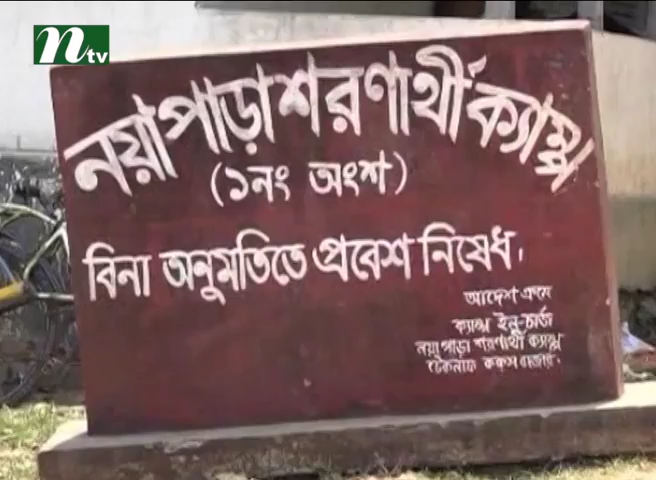 ntv
নয়াপাড়া শরণার্থী ক্যাম্প
(১নং অংশ)
বিনা অনুমতিতে প্রবেশ নিষেধ।
আদেশ ক্রমে
ক্যাম্প ইন্-চার্জ
নয়াপাড়া শরণার্থী ক্যাম্প
টেকনাফ কক্সবাজার।